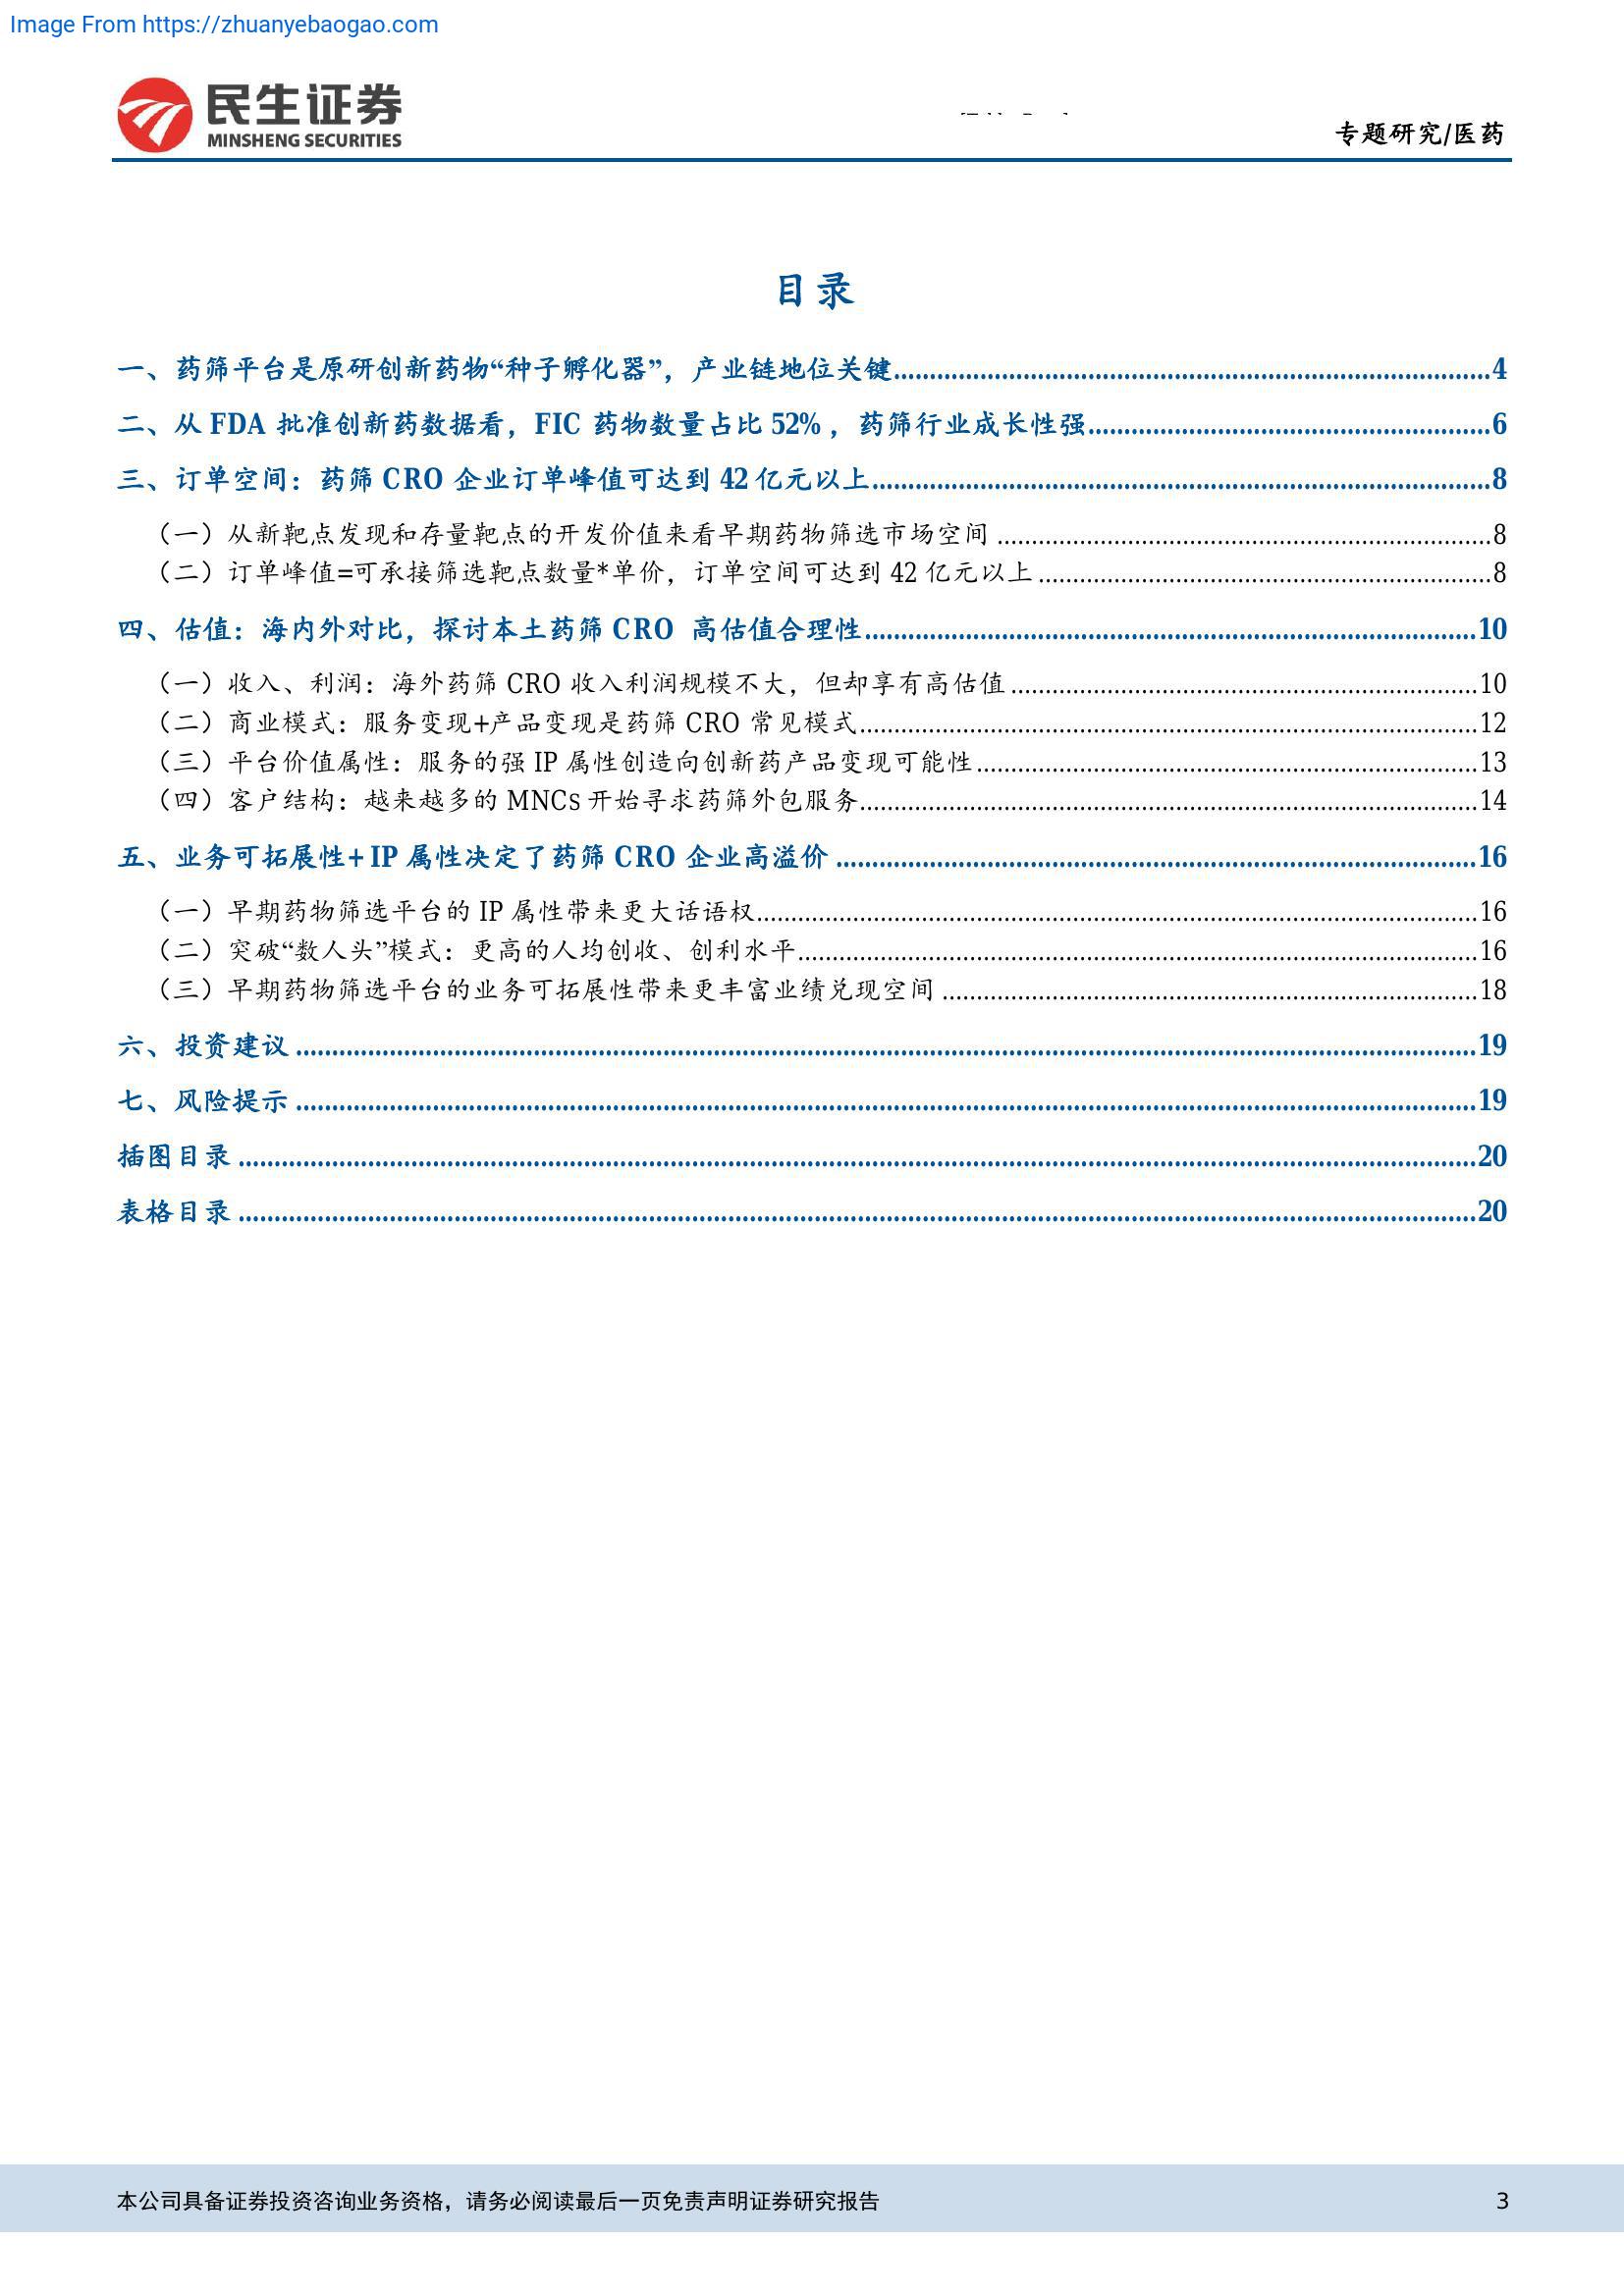 Image From https://zhuanyebaogao.com
民生证券
MINSHENG SECURITIES
专题研究/医药
目录
一、药筛平台是原研创新药物“种子孵化器”，产业链地位关键........4
二、从 FDA 批准创新药数据看，FIC 药物数量占比 52%，药筛行业成长性强........6
三、订单空间：药筛 CRO 企业订单峰值可达到 42 亿元以上........8
（一）从新靶点发现和存量靶点的开发价值来看早期药物筛选市场空间........8
（二）订单峰值=可承接筛选靶点数量*单价，订单空间可达到 42 亿元以上........8
四、估值：海内外对比，探讨本土药筛 CRO 高估值合理性........10
（一）收入、利润：海外药筛 CRO 收入利润规模不大，但却享有高估值........10
（二）商业模式：服务变现+产品变现是药筛 CRO 常见模式........12
（三）平台价值属性：服务的强 IP 属性创造向创新药产品变现可能性........13
（四）客户结构：越来越多的 MNCs 开始寻求药筛外包服务........14
五、业务可拓展性+ IP 属性决定了药筛 CRO 企业高溢价........16
（一）早期药物筛选平台的 IP 属性带来更大话语权........16
（二）突破“数人头”模式：更高的人均创收、创利水平........16
（三）早期药物筛选平台的业务可拓展性带来更丰富业绩兑现空间........18
六、投资建议........19
七、风险提示........19
插图目录........20
表格目录........20
本公司具备证券投资咨询业务资格，请务必阅读最后一页免责声明证券研究报告 3